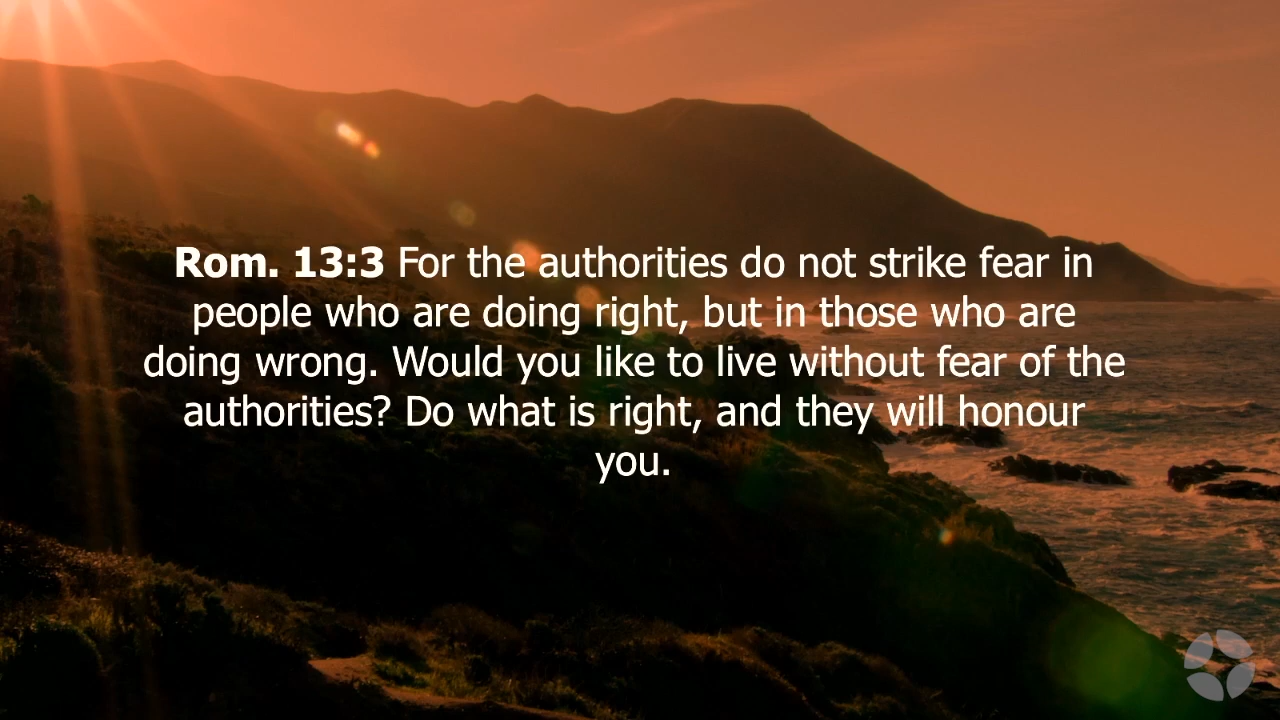 Rom. 13:3 For the authorities do not strike fear in
people who are doing right, but in those who are
doing wrong. Would you like to live without fear of the
authorities? Do what is right, and they will honour
you.